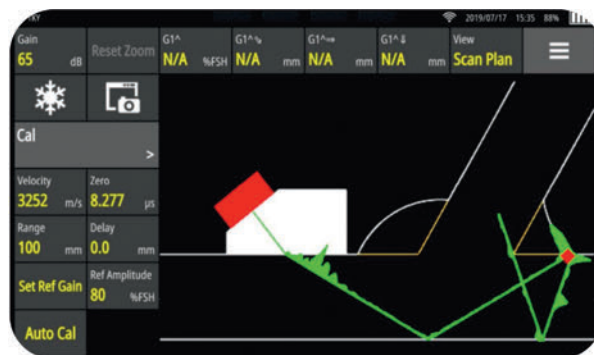 2019/07/17 15:35 88%
Gain
65 dB
Reset Zoom
G1^
N/A %FSH
G1^⇘
N/A mm
G1^⇒
N/A mm
G1^⇓
N/A mm
View
Scan Plan
Cal
>
Velocity
3252 m/s
Zero
8.277 µs
Range
100 mm
Delay
0.0 mm
Set Ref Gain
Ref Amplitude
80 %FSH
Auto Cal